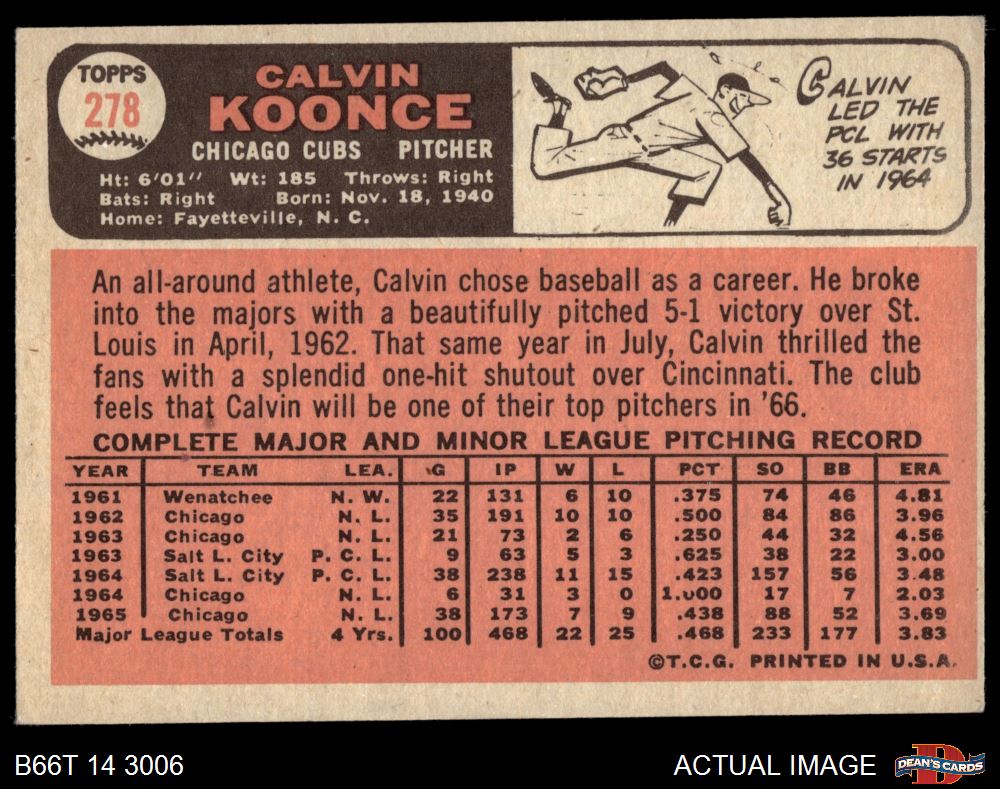 TOPPS
278
CALVIN
KOONCE
CHICAGO CUBS PITCHER
Ht: 6'01" Wt: 185 Throws: Right
Bats: Right Born: Nov. 18, 1940
Home: Fayetteville, N. C.
CALVIN
LED THE
PCL WITH
36 STARTS
IN 1964
An all-around athlete, Calvin chose baseball as a career. He broke
into the majors with a beautifully pitched 5-1 victory over St.
Louis in April, 1962. That same year in July, Calvin thrilled the
fans with a splendid one-hit shutout over Cincinnati. The club
feels that Calvin will be one of their top pitchers in '66.
COMPLETE MAJOR AND MINOR LEAGUE PITCHING RECORD
YEAR TEAM LEA. G IP W L PCT SO BB ERA
1961 Wenatchee N. W. 22 131 6 10 .375 74 46 4.81
1962 Chicago N. L. 35 191 10 10 .500 84 86 3.96
1963 Chicago N. L. 21 73 2 6 .250 44 32 4.56
1963 Salt L. City P. C. L. 9 63 5 3 .625 38 22 3.00
1964 Salt L. City P. C. L. 38 238 11 15 .423 157 56 3.48
1964 Chicago N. L. 6 31 3 0 1.000 17 7 2.03
1965 Chicago N. L. 38 173 7 9 .438 88 52 3.69
Major League Totals 4 Yrs. 100 468 22 25 .468 233 177 3.83
©T.C.G. PRINTED IN U.S.A.
B66T 14 3006
ACTUAL IMAGE
D
DEAN'S CARDS